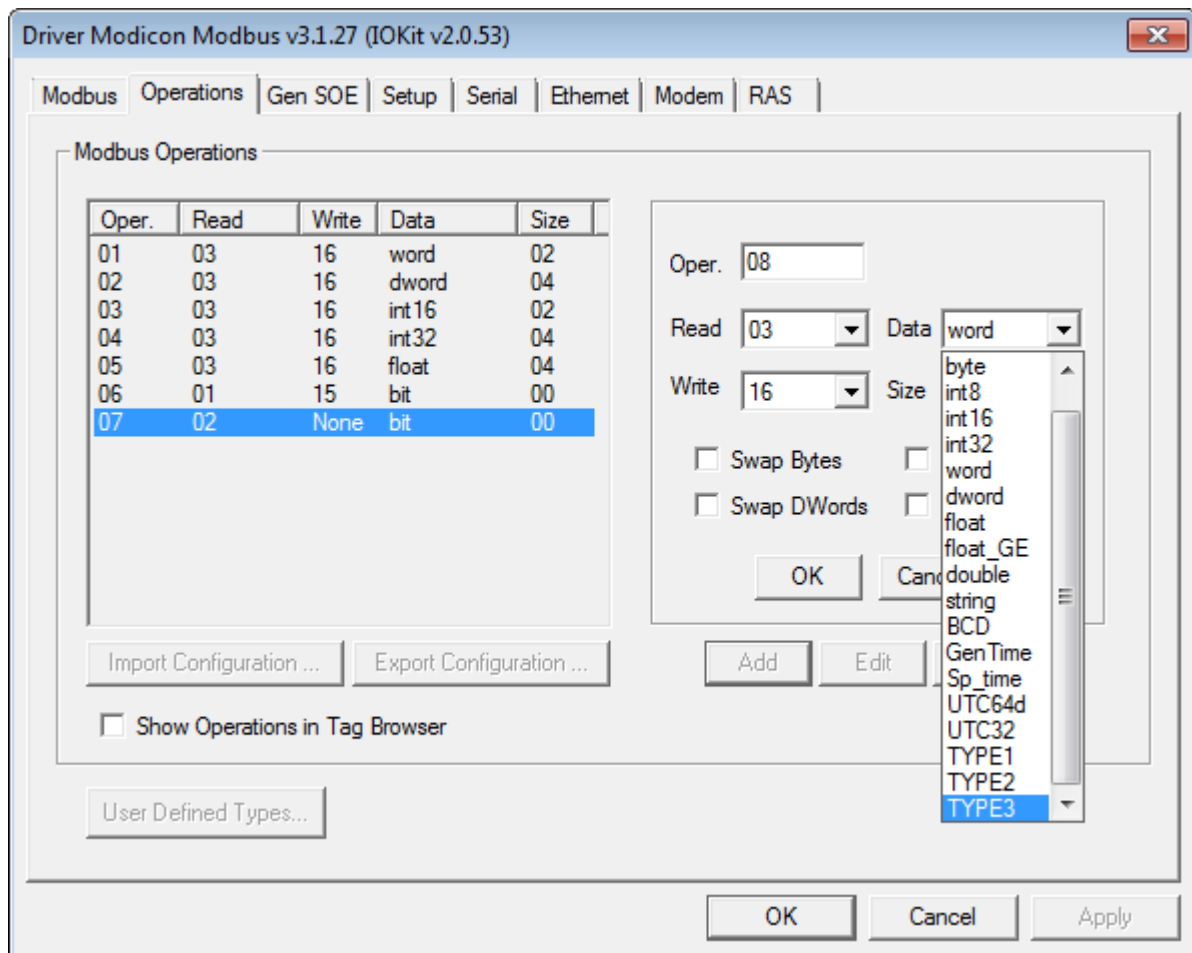 Driver Modicon Modbus v3.1.27 (IOKit v2.0.53)
Modbus Operations Gen SOE Setup Serial Ethernet Modem RAS
Modbus Operations
Oper. Read Write Data Size
01 03 16 word 02
02 03 16 dword 04
03 03 16 int16 02
04 03 16 int32 04
05 03 16 float 04
06 01 15 bit 00
07 02 None bit 00
Oper. 08
Read 03 Data word
Write 16 Size
Swap Bytes
Swap DWords
OK
byte
int8
int16
int32
word
dword
float
float_GE
double
string
BCD
GenTime
Sp_time
UTC64d
UTC32
TYPE1
TYPE2
TYPE3
Import Configuration ... Export Configuration ... Add Edit
Show Operations in Tag Browser
User Defined Types...
OK Cancel Apply